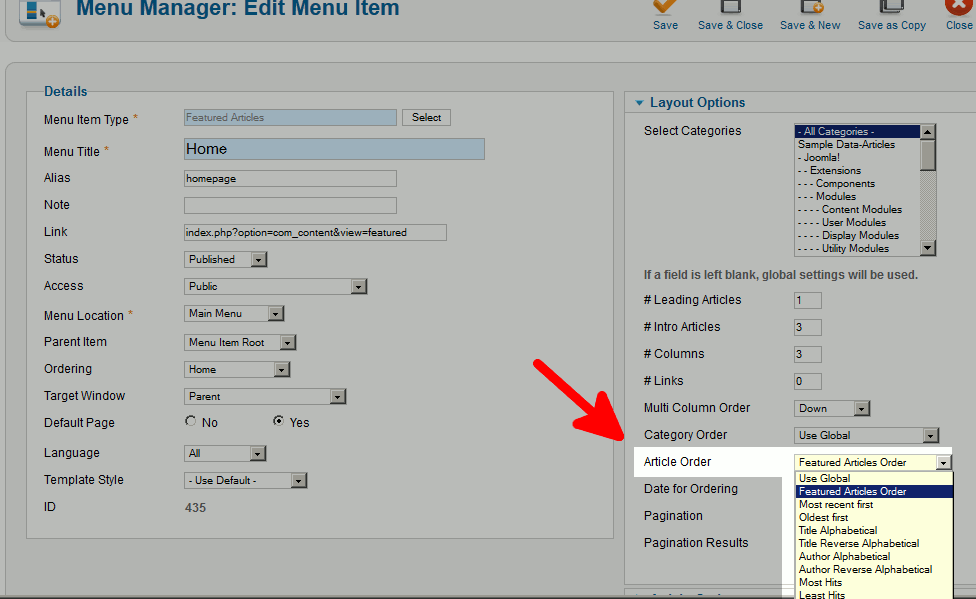 Menu Manager: Edit Menu Item
Save
Save & Close
Save & New
Save as Copy
Close
Details
Menu Item Type *
Featured Articles
Select
Menu Title *
Home
Alias
homepage
Note
Link
index.php?option=com_content&view=featured
Status
Published
Access
Public
Menu Location *
Main Menu
Parent Item
Menu Item Root
Ordering
Home
Target Window
Parent
Default Page
No
Yes
Language
All
Template Style
- Use Default -
ID
435
Layout Options
Select Categories
- All Categories -
Sample Data-Articles
- Joomla!
- - Extensions
- - - Components
- - - Modules
- - - - Content Modules
- - - - User Modules
- - - - Display Modules
- - - - Utility Modules
If a field is left blank, global settings will be used.
# Leading Articles
1
# Intro Articles
3
# Columns
3
# Links
0
Multi Column Order
Down
Category Order
Use Global
Article Order
Featured Articles Order
Use Global
Featured Articles Order
Most recent first
Oldest first
Title Alphabetical
Title Reverse Alphabetical
Author Alphabetical
Author Reverse Alphabetical
Most Hits
Least Hits
Date for Ordering
Pagination
Pagination Results